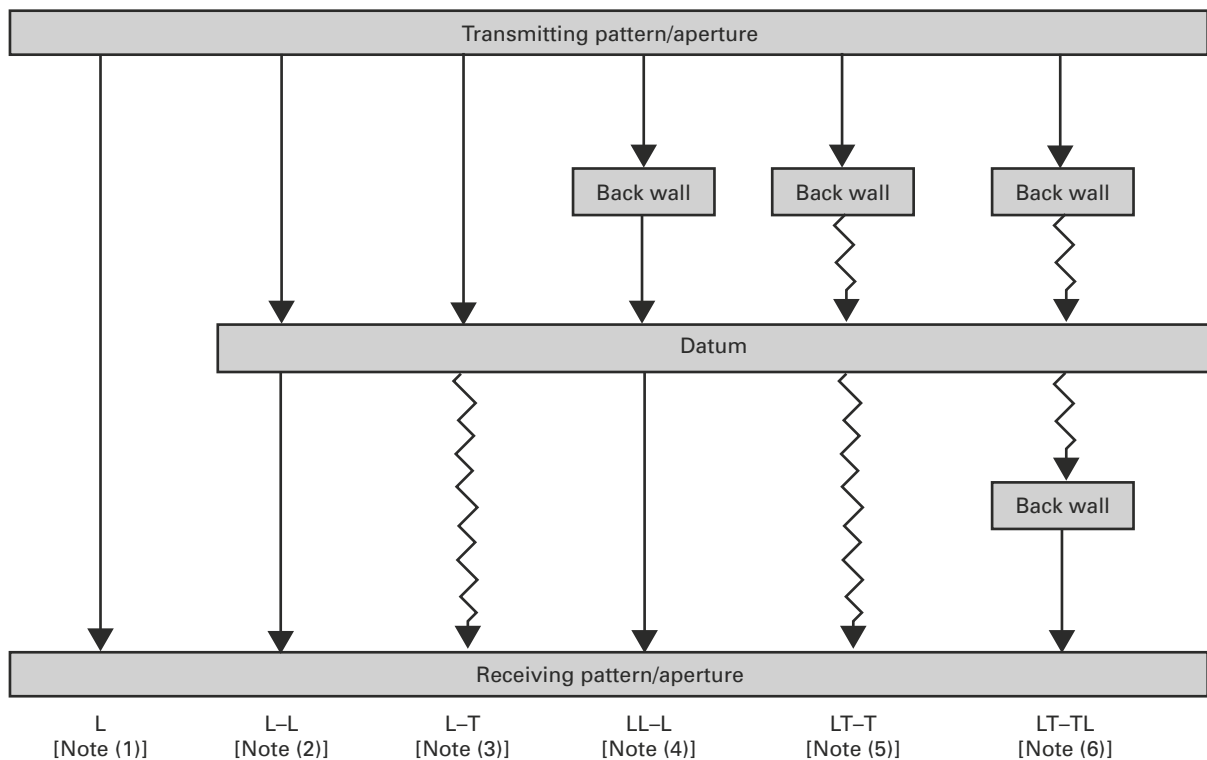 Transmitting pattern/aperture
Back wall Back wall Back wall
Datum
Back wall
Receiving pattern/aperture
L L–L L–T LL–L LT–T LT–TL
[Note (1)] [Note (2)] [Note (3)] [Note (4)] [Note (5)] [Note (6)]